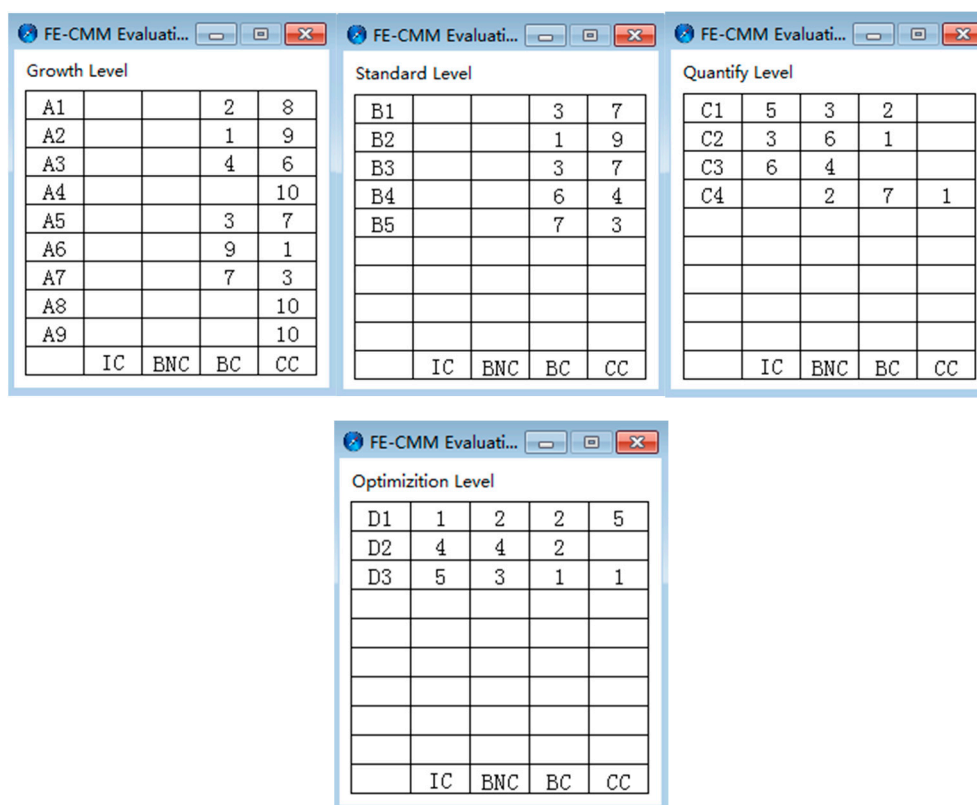 FE-CMM Evaluati...
Growth Level
A1 2 8
A2 1 9
A3 4 6
A4 10
A5 3 7
A6 9 1
A7 7 3
A8 10
A9 10
IC BNC BC CC
FE-CMM Evaluati...
Standard Level
B1 3 7
B2 1 9
B3 3 7
B4 6 4
B5 7 3
IC BNC BC CC
FE-CMM Evaluati...
Quantify Level
C1 5 3 2
C2 3 6 1
C3 6 4
C4 2 7 1
IC BNC BC CC
FE-CMM Evaluati...
Optimizition Level
D1 1 2 2 5
D2 4 4 2
D3 5 3 1 1
IC BNC BC CC